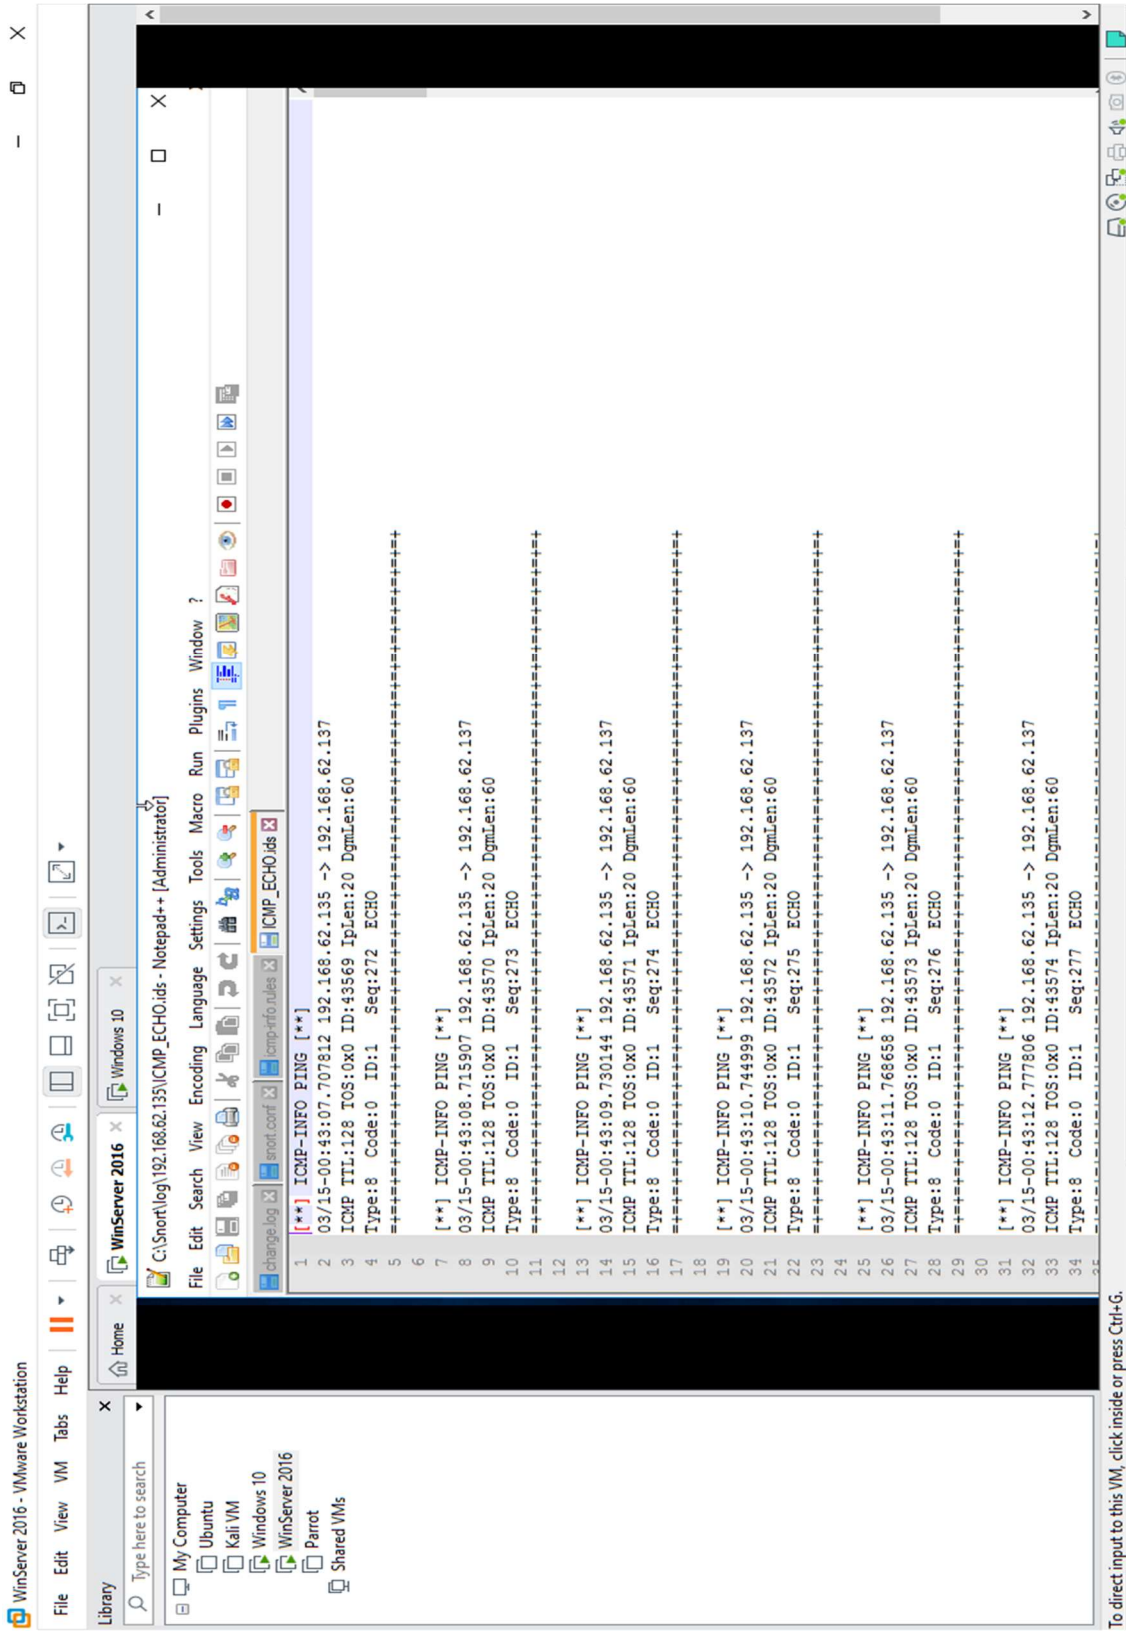 WinServer 2016 - VMware Workstation
File Edit View VM Tabs Help
Library
Type here to search
My Computer
Ubuntu
Kali VM
Windows 10
WinServer 2016
Parrot
Shared VMs
Home
WinServer 2016
Windows 10
C:\Snort\log\192.168.62.135\ICMP_ECHO.ids - Notepad++ [Administrator]
File Edit Search View Encoding Language Settings Tools Macro Run Plugins Window ?
change.log snort.conf icmp-info.rules ICMP_ECHO.ids
1 [**] ICMP-INFO PING [**]
2 03/15-00:43:07.707812 192.168.62.135 -> 192.168.62.137
3 ICMP TTL:128 TOS:0x0 ID:43569 IpLen:20 DgmLen:60
4 Type:8 Code:0 ID:1 Seq:272 ECHO
5 =+=+=+=+=+=+=+=+=+=+=+=+=+=+=+=+=+=+=+=+=+=+=+=+=+=+=+=+=+=+=+=+=+=+=+=+
6
7 [**] ICMP-INFO PING [**]
8 03/15-00:43:08.715907 192.168.62.135 -> 192.168.62.137
9 ICMP TTL:128 TOS:0x0 ID:43570 IpLen:20 DgmLen:60
10 Type:8 Code:0 ID:1 Seq:273 ECHO
11 =+=+=+=+=+=+=+=+=+=+=+=+=+=+=+=+=+=+=+=+=+=+=+=+=+=+=+=+=+=+=+=+=+=+=+=+
12
13 [**] ICMP-INFO PING [**]
14 03/15-00:43:09.730144 192.168.62.135 -> 192.168.62.137
15 ICMP TTL:128 TOS:0x0 ID:43571 IpLen:20 DgmLen:60
16 Type:8 Code:0 ID:1 Seq:274 ECHO
17 =+=+=+=+=+=+=+=+=+=+=+=+=+=+=+=+=+=+=+=+=+=+=+=+=+=+=+=+=+=+=+=+=+=+=+=+
18
19 [**] ICMP-INFO PING [**]
20 03/15-00:43:10.744999 192.168.62.135 -> 192.168.62.137
21 ICMP TTL:128 TOS:0x0 ID:43572 IpLen:20 DgmLen:60
22 Type:8 Code:0 ID:1 Seq:275 ECHO
23 =+=+=+=+=+=+=+=+=+=+=+=+=+=+=+=+=+=+=+=+=+=+=+=+=+=+=+=+=+=+=+=+=+=+=+=+
24
25 [**] ICMP-INFO PING [**]
26 03/15-00:43:11.768658 192.168.62.135 -> 192.168.62.137
27 ICMP TTL:128 TOS:0x0 ID:43573 IpLen:20 DgmLen:60
28 Type:8 Code:0 ID:1 Seq:276 ECHO
29 =+=+=+=+=+=+=+=+=+=+=+=+=+=+=+=+=+=+=+=+=+=+=+=+=+=+=+=+=+=+=+=+=+=+=+=+
30
31 [**] ICMP-INFO PING [**]
32 03/15-00:43:12.777806 192.168.62.135 -> 192.168.62.137
33 ICMP TTL:128 TOS:0x0 ID:43574 IpLen:20 DgmLen:60
34 Type:8 Code:0 ID:1 Seq:277 ECHO
To direct input to this VM, click inside or press Ctrl+G.